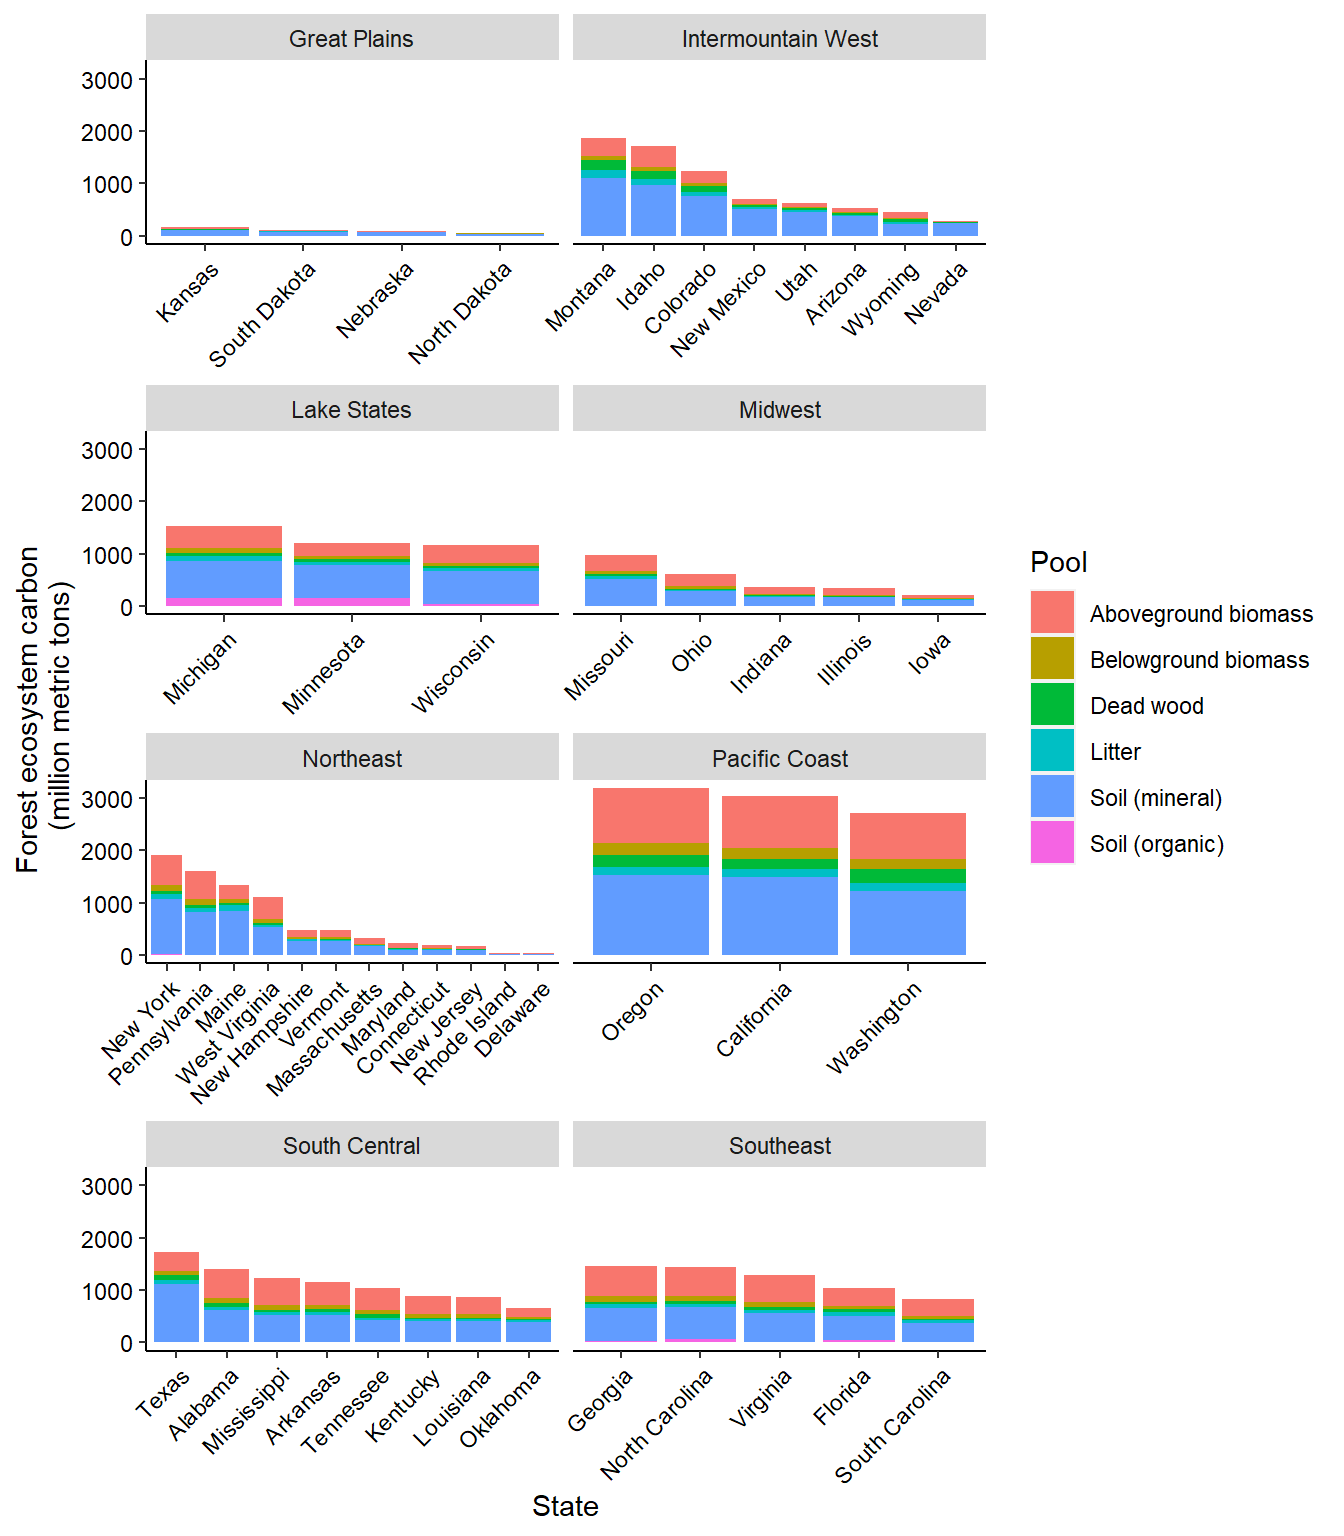 Great Plains
Intermountain West
3000
2000
1000
0
Kansas
South Dakota
Nebraska
North Dakota
Montana
Idaho
Colorado
New Mexico
Utah
Arizona
Wyoming
Nevada
Lake States
Midwest
3000
2000
1000
0
Michigan
Minnesota
Wisconsin
Missouri
Ohio
Indiana
Illinois
Iowa
Forest ecosystem carbon
(million metric tons)
Northeast
Pacific Coast
3000
2000
1000
0
New York
Pennsylvania
Maine
West Virginia
New Hampshire
Vermont
Massachusetts
Maryland
Connecticut
New Jersey
Rhode Island
Delaware
Oregon
California
Washington
South Central
Southeast
3000
2000
1000
0
Texas
Alabama
Mississippi
Arkansas
Tennessee
Kentucky
Louisiana
Oklahoma
Georgia
North Carolina
Virginia
Florida
South Carolina
State
Pool
Aboveground biomass
Belowground biomass
Dead wood
Litter
Soil (mineral)
Soil (organic)